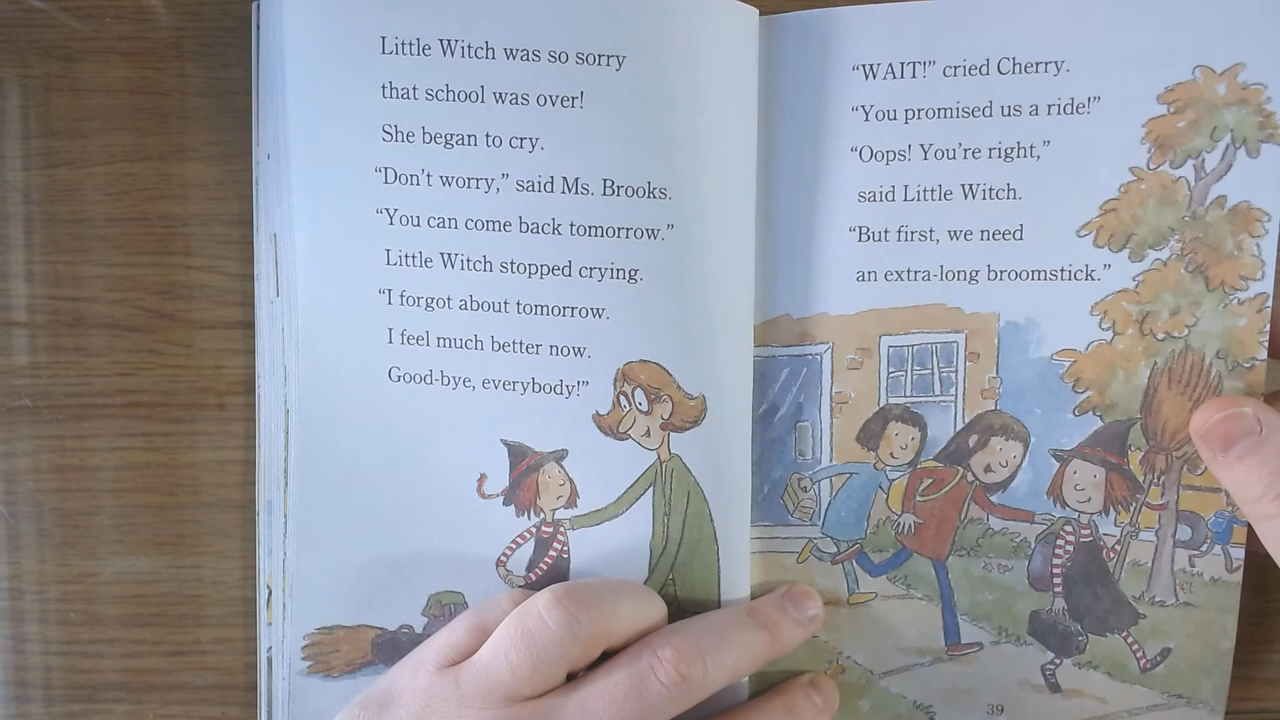 Little Witch was so sorry
that school was over!
She began to cry.
“Don't worry,” said Ms. Brooks.
“You can come back tomorrow.”
Little Witch stopped crying.
“I forgot about tomorrow.
I feel much better now.
Good-bye, everybody!”
“WAIT!” cried Cherry.
“You promised us a ride!”
“Oops! You're right,”
said Little Witch.
“But first, we need
an extra-long broomstick.”
39